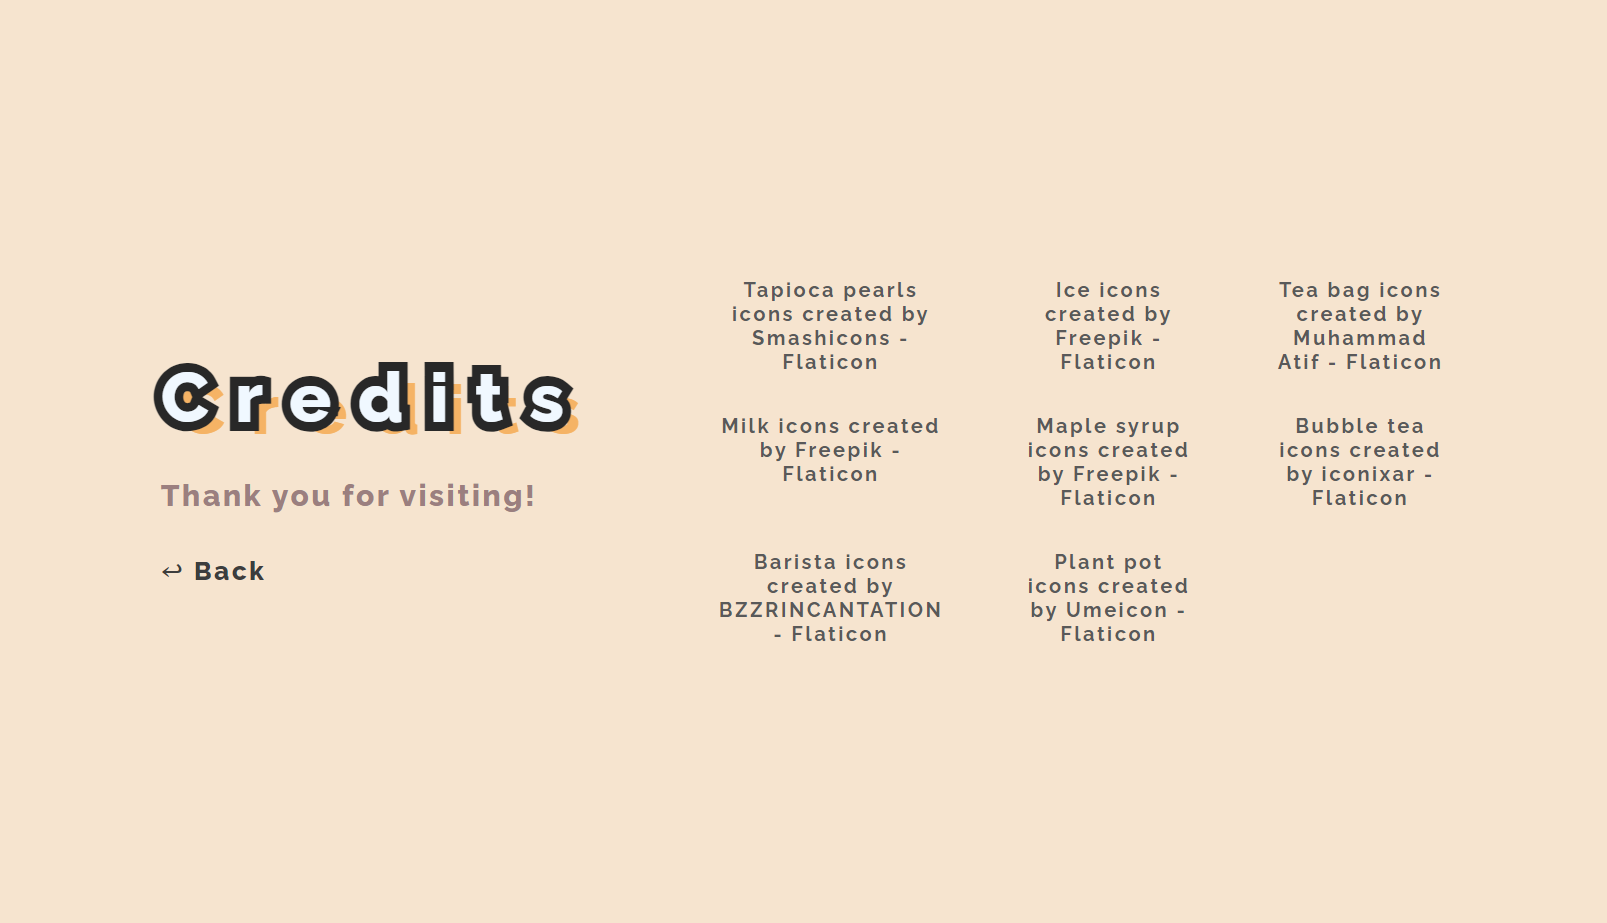 Credits
Thank you for visiting!
↩ Back
Tapioca pearls
icons created by
Smashicons -
Flaticon
Ice icons
created by
Freepik -
Flaticon
Tea bag icons
created by
Muhammad
Atif - Flaticon
Milk icons created
by Freepik -
Flaticon
Maple syrup
icons created
by Freepik -
Flaticon
Bubble tea
icons created
by iconixar -
Flaticon
Barista icons
created by
BZZRINCANTATION
- Flaticon
Plant pot
icons created
by Umeicon -
Flaticon